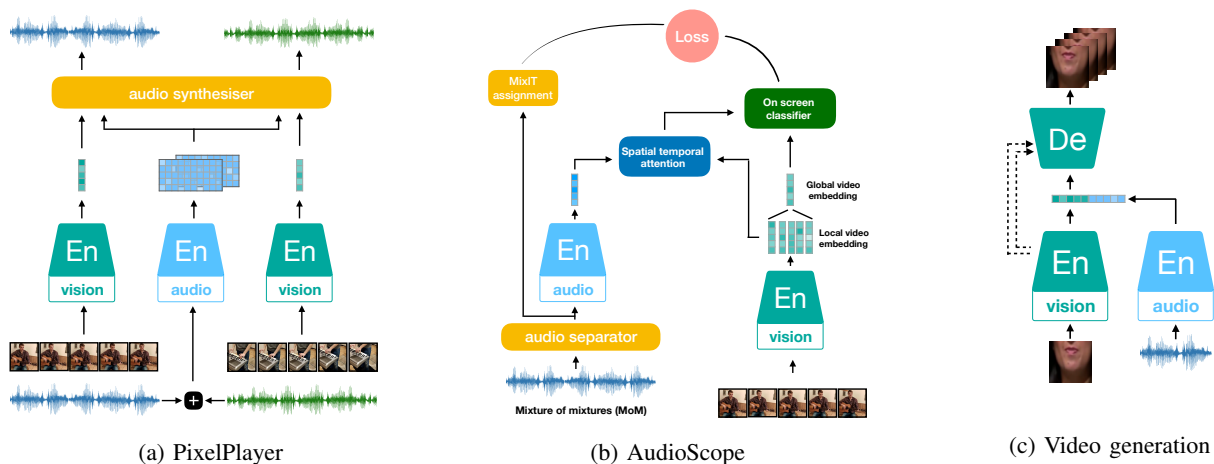 audio synthesiser
En
vision
En
audio
En
vision
+
(a) PixelPlayer
Loss
MixIT
assignment
On screen
classifier
Spatial temporal
attention
Global video
embedding
Local video
embedding
En
audio
En
vision
audio separator
Mixture of mixtures (MoM)
(b) AudioScope
De
En
vision
En
audio
(c) Video generation